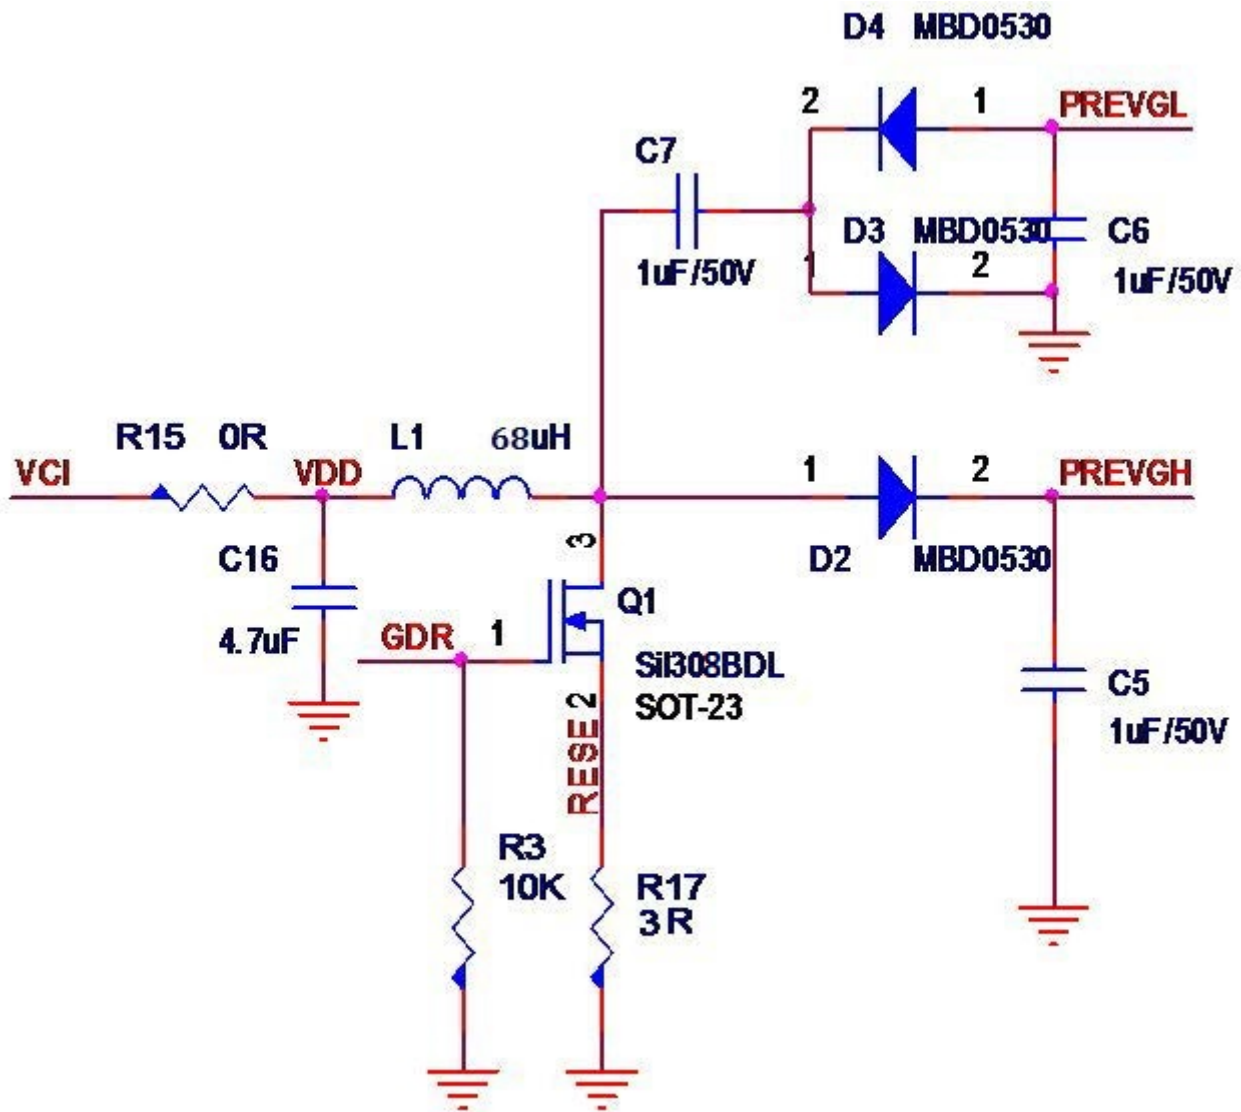 D4 MBD0530
2 1 PREVGL
C7
1uF/50V
D3 MBD0530
1 2
C6
1uF/50V
R15 0R
L1 68uH
VCI
VDD
1 2 PREVGH
D2 MBD0530
C16
4.7uF
3
Q1
GDR 1
Sil308BDL
SOT-23
RESE 2
C5
1uF/50V
R3
10K
R17
3R